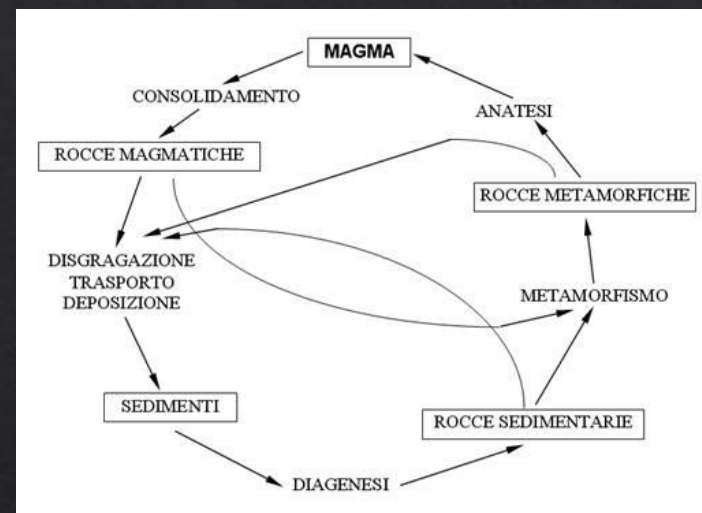 MAGMA
CONSOLIDAMENTO
ANATESI
ROCCE MAGMATICHE
ROCCE METAMORFICHE
DISGRAGAZIONE
TRASPORTO
DEPOSIZIONE
METAMORFISMO
SEDIMENTI
ROCCE SEDIMENTARIE
DIAGENESI